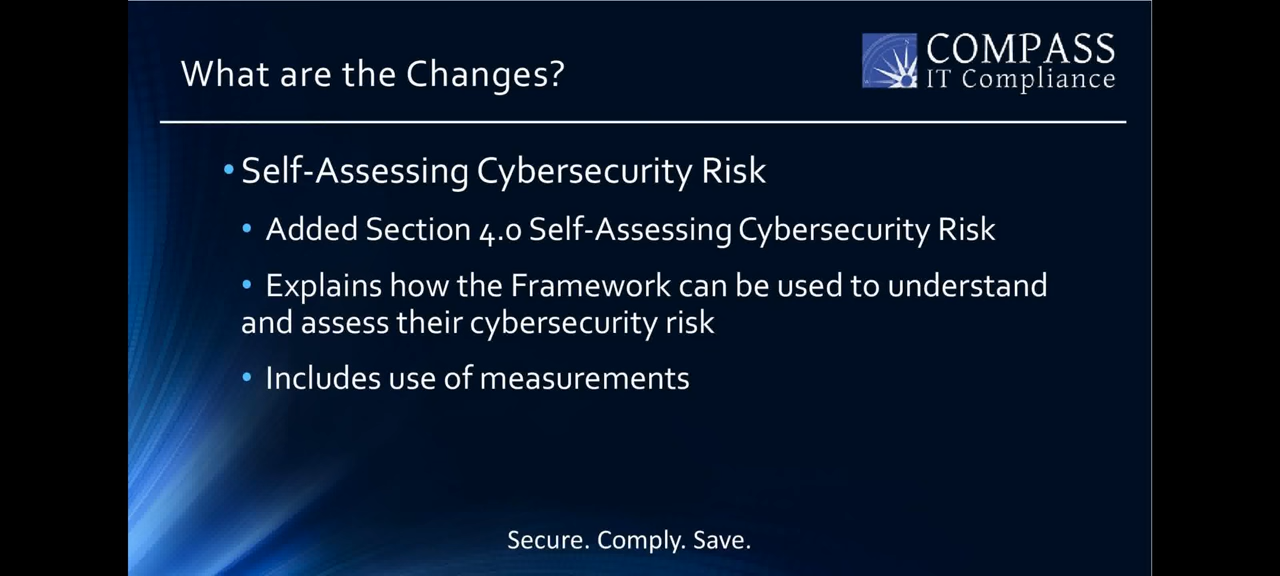 What are the Changes?
COMPASS
IT Compliance
• Self-Assessing Cybersecurity Risk
• Added Section 4.0 Self-Assessing Cybersecurity Risk
• Explains how the Framework can be used to understand
and assess their cybersecurity risk
• Includes use of measurements
Secure. Comply. Save.